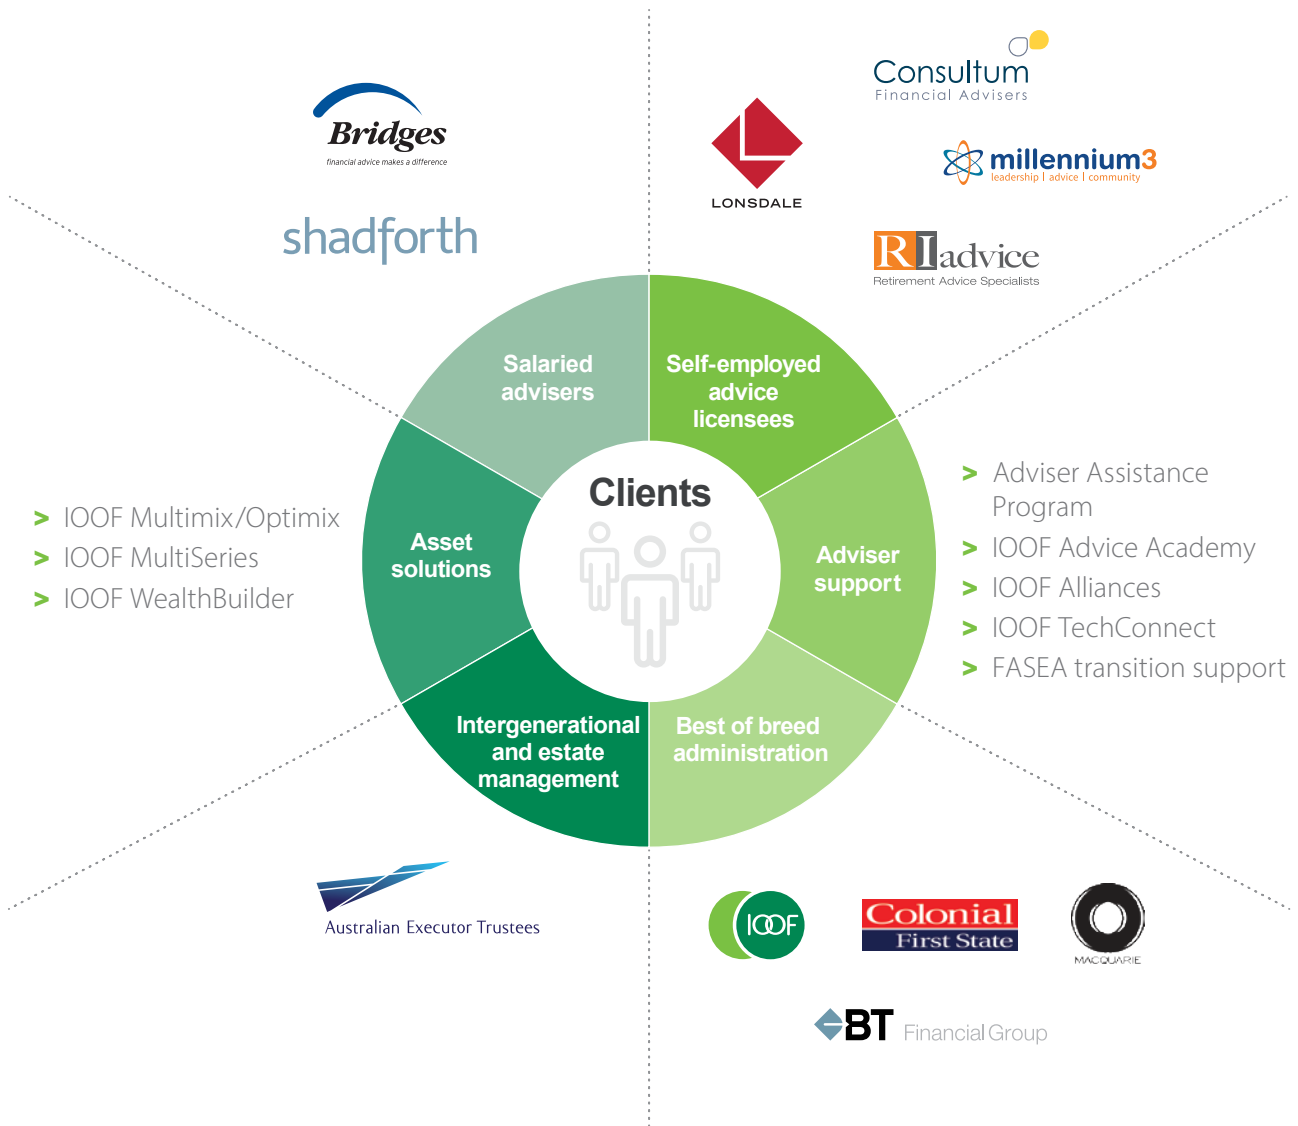 Bridges
financial advice makes a difference
shadforth
LONSDALE
Consultum
Financial Advisers
millennium3
leadership | advice | community
RI advice
Retirement Advice Specialists
Salaried
advisers
Self-employed
advice
licensees
Clients
Asset
solutions
Adviser
support
Intergenerational
and estate
management
Best of breed
administration
> IOOF Multimix/Optimix
> IOOF MultiSeries
> IOOF WealthBuilder
> Adviser Assistance
Program
> IOOF Advice Academy
> IOOF Alliances
> IOOF TechConnect
> FASEA transition support
Australian Executor Trustees
IOOF
Colonial
First State
MACQUARIE
BT Financial Group